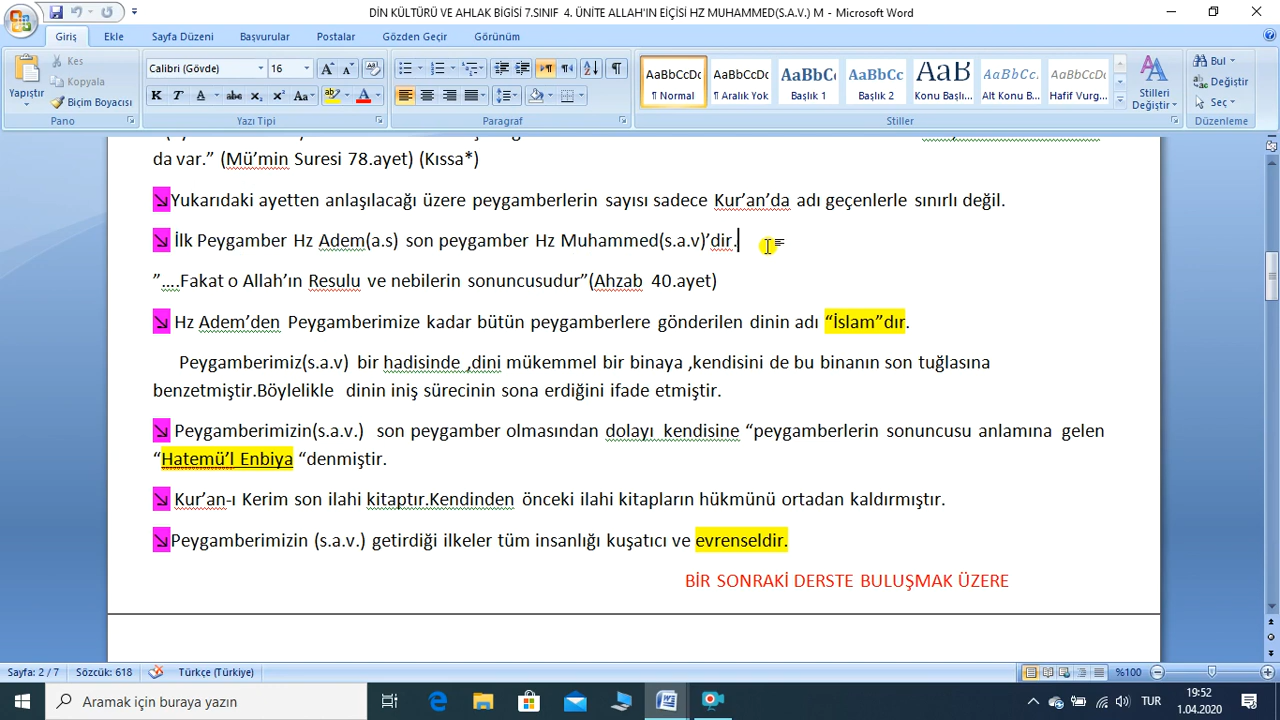 DİN KÜLTÜRÜ VE AHLAK BİGİSİ 7.SINIF 4. ÜNİTE ALLAH'IN EİÇİSİ HZ MUHAMMED(S.A.V.) M - Microsoft Word
Giriş Ekle Sayfa Düzeni Başvurular Postalar Gözden Geçir Görünüm
Yapıştır Kes Kopyala Biçim Boyacısı
Calibri (Gövde) 16
AaBbCcDc AaBbCcDc AaBbCc AaBbCc AaB AaBbCcL AaBbCcDc
¶ Normal ¶ Aralık Yok Başlık 1 Başlık 2 Konu Başlı... Alt Konu B... Hafif Vurg...
Stilleri Değiştir
Bul Değiştir Seç
Pano Yazı Tipi Paragraf Stiller Düzenleme
da var.” (Mü’min Suresi 78.ayet) (Kıssa*)
↘Yukarıdaki ayetten anlaşılacağı üzere peygamberlerin sayısı sadece Kur’an’da adı geçenlerle sınırlı değil.
↘ İlk Peygamber Hz Adem(a.s) son peygamber Hz Muhammed(s.a.v)’dir.
”….Fakat o Allah’ın Resulu ve nebilerin sonuncusudur”(Ahzab 40.ayet)
↘ Hz Adem’den Peygamberimize kadar bütün peygamberlere gönderilen dinin adı “İslam”dır.
Peygamberimiz(s.a.v) bir hadisinde ,dini mükemmel bir binaya ,kendisini de bu binanın son tuğlasına
benzetmiştir.Böylelikle dinin iniş sürecinin sona erdiğini ifade etmiştir.
↘ Peygamberimizin(s.a.v.) son peygamber olmasından dolayı kendisine “peygamberlerin sonuncusu anlamına gelen
“Hatemü’l Enbiya “denmiştir.
↘ Kur’an-ı Kerim son ilahi kitaptır.Kendinden önceki ilahi kitapların hükmünü ortadan kaldırmıştır.
↘Peygamberimizin (s.a.v.) getirdiği ilkeler tüm insanlığı kuşatıcı ve evrenseldir.
BİR SONRAKİ DERSTE BULUŞMAK ÜZERE
Sayfa: 2 / 7 Sözcük: 618 Türkçe (Türkiye) %100
Aramak için buraya yazın
TUR 19:52
1.04.2020